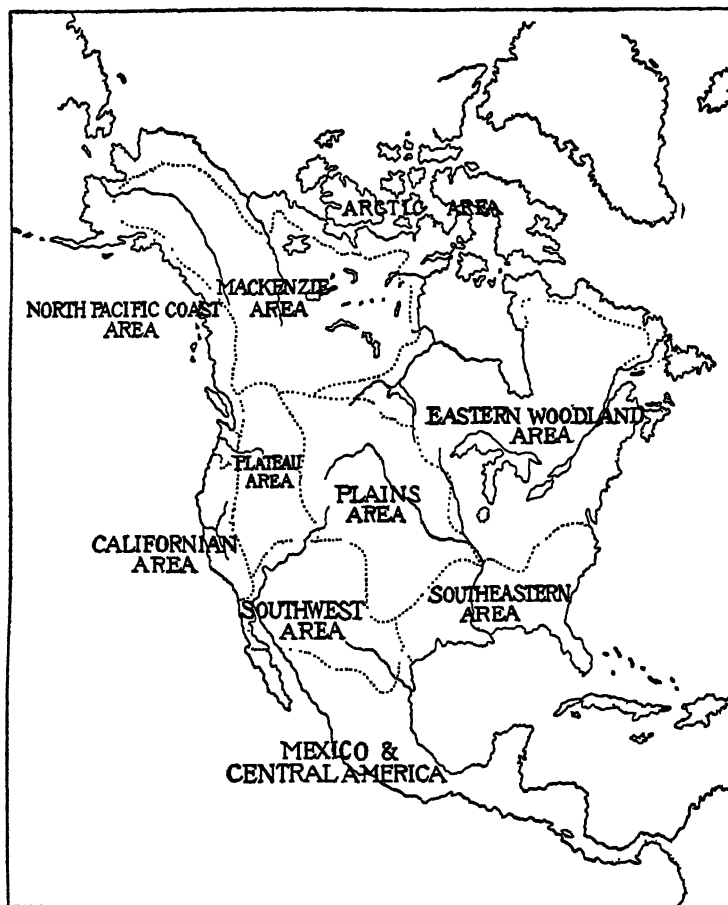 ARCTIC AREA
MACKENZIE
AREA
NORTH PACIFIC COAST
AREA
EASTERN WOODLAND
AREA
PLATEAU
AREA
PLAINS
AREA
CALIFORNIAN
AREA
SOUTHWEST
AREA
SOUTHEASTERN
AREA
MEXICO &
CENTRAL AMERICA